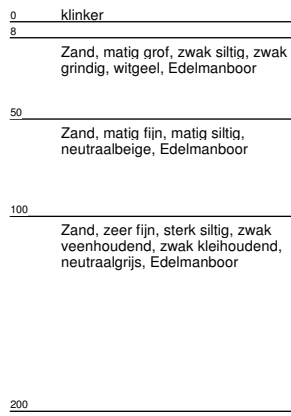 0 klinker
8
Zand, matig grof, zwak siltig, zwak
grindig, witgeel, Edelmanboor
50
Zand, matig fijn, matig siltig,
neutraalbeige, Edelmanboor
100
Zand, zeer fijn, sterk siltig, zwak
veenhoudend, zwak kleihoudend,
neutraalgrijs, Edelmanboor
200